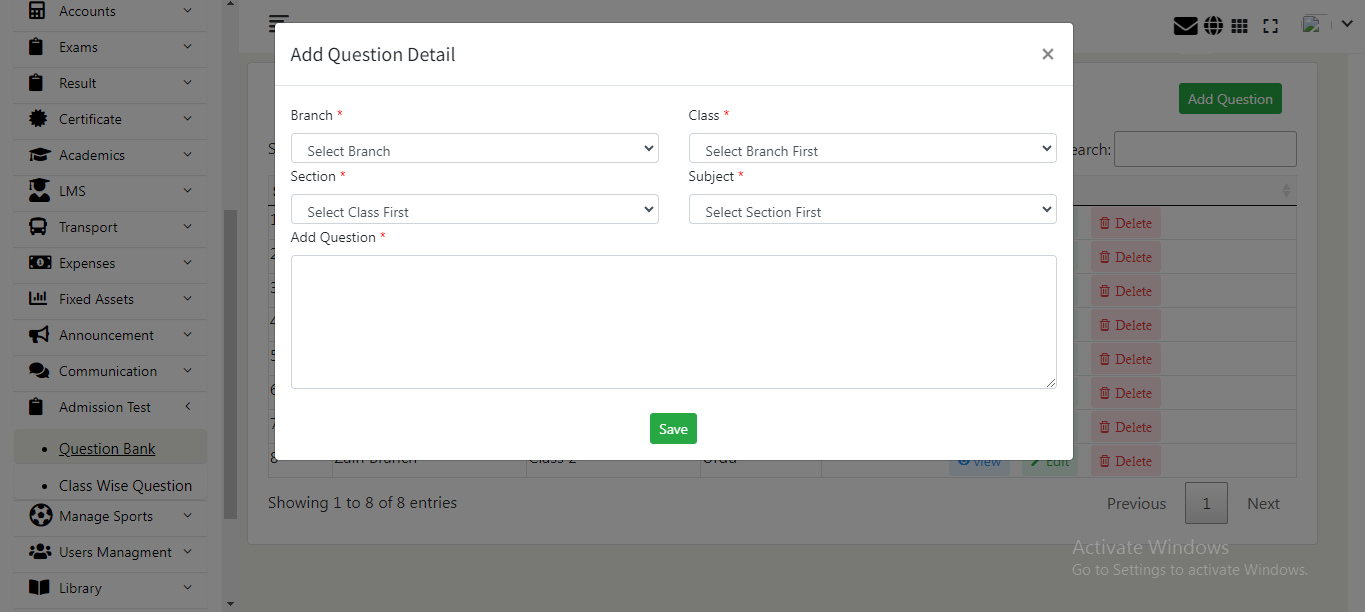 Accounts
Exams
Result
Certificate
Academics
LMS
Transport
Expenses
Fixed Assets
Announcement
Communication
Admission Test
Question Bank
Class Wise Question
Manage Sports
Users Managment
Library
Add Question Detail
×
Branch *
Class *
Select Branch
Select Branch First
Section *
Subject *
Select Class First
Select Section First
Add Question *
Save
Add Question
Delete
Delete
Delete
Delete
Delete
Delete
Delete
8 Zain Branch Class 2 Urdu View Edit Delete
Showing 1 to 8 of 8 entries
Previous 1 Next
Activate Windows
Go to Settings to activate Windows.